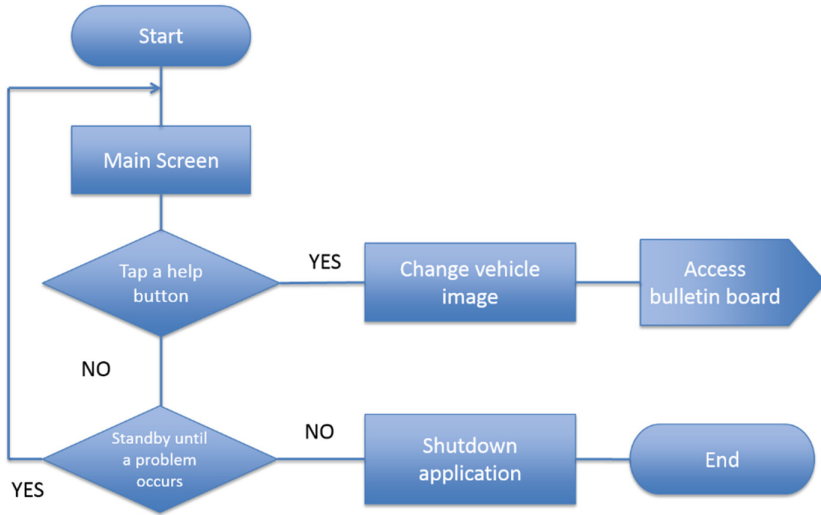 Start
Main Screen
Tap a help
button
YES
Change vehicle
image
Access
bulletin board
NO
Standby until
a problem
occurs
YES
NO
Shutdown
application
End